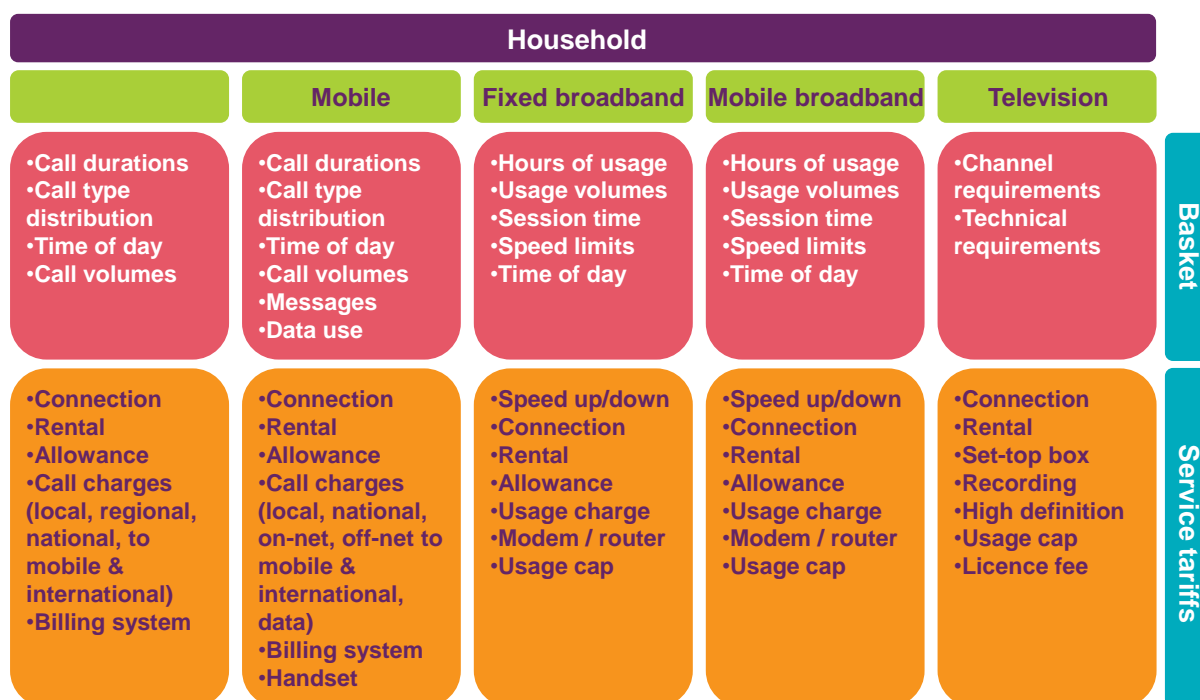 Household
Mobile
Fixed broadband
Mobile broadband
Television
•Call durations
•Call type
distribution
•Time of day
•Call volumes
•Call durations
•Call type
distribution
•Time of day
•Call volumes
•Messages
•Data use
•Hours of usage
•Usage volumes
•Session time
•Speed limits
•Time of day
•Hours of usage
•Usage volumes
•Session time
•Speed limits
•Time of day
•Channel
requirements
•Technical
requirements
Basket
•Connection
•Rental
•Allowance
•Call charges
(local, regional,
national, to
mobile &
international)
•Billing system
•Connection
•Rental
•Allowance
•Call charges
(local, national,
on-net, off-net to
mobile &
international,
data)
•Billing system
•Handset
•Speed up/down
•Connection
•Rental
•Allowance
•Usage charge
•Modem / router
•Usage cap
•Speed up/down
•Connection
•Rental
•Allowance
•Usage charge
•Modem / router
•Usage cap
•Connection
•Rental
•Set-top box
•Recording
•High definition
•Usage cap
•Licence fee
Service tariffs